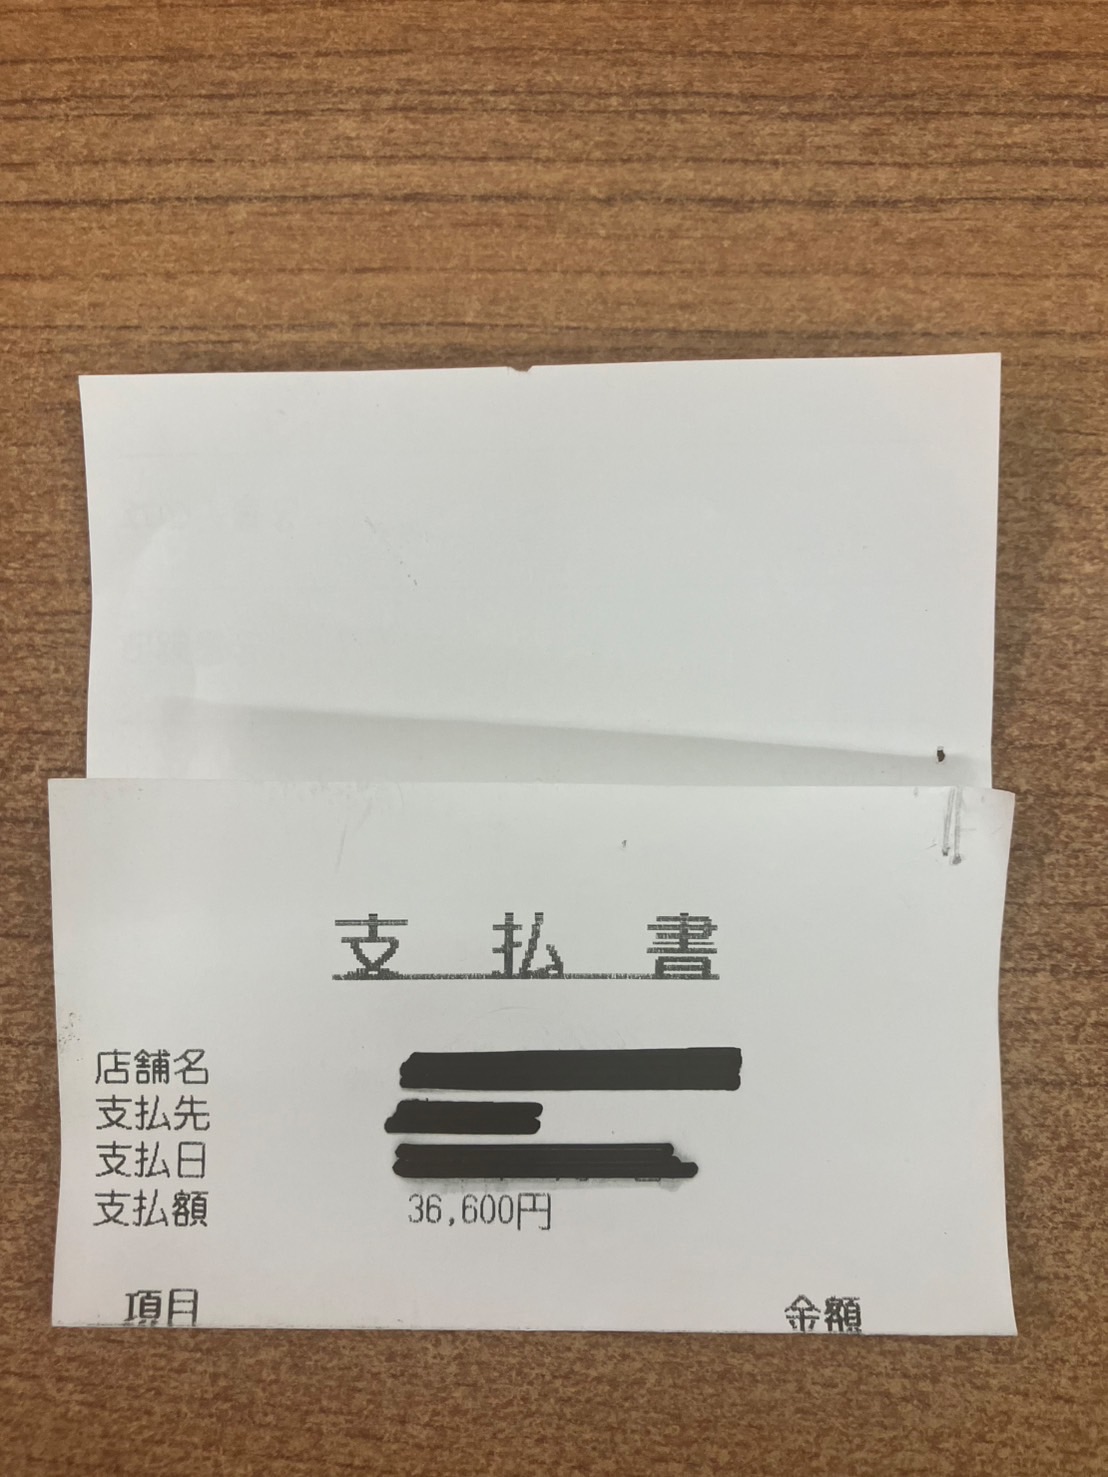 支払書
店舗名
支払先
支払日
支払額 36,600円
項目 金額